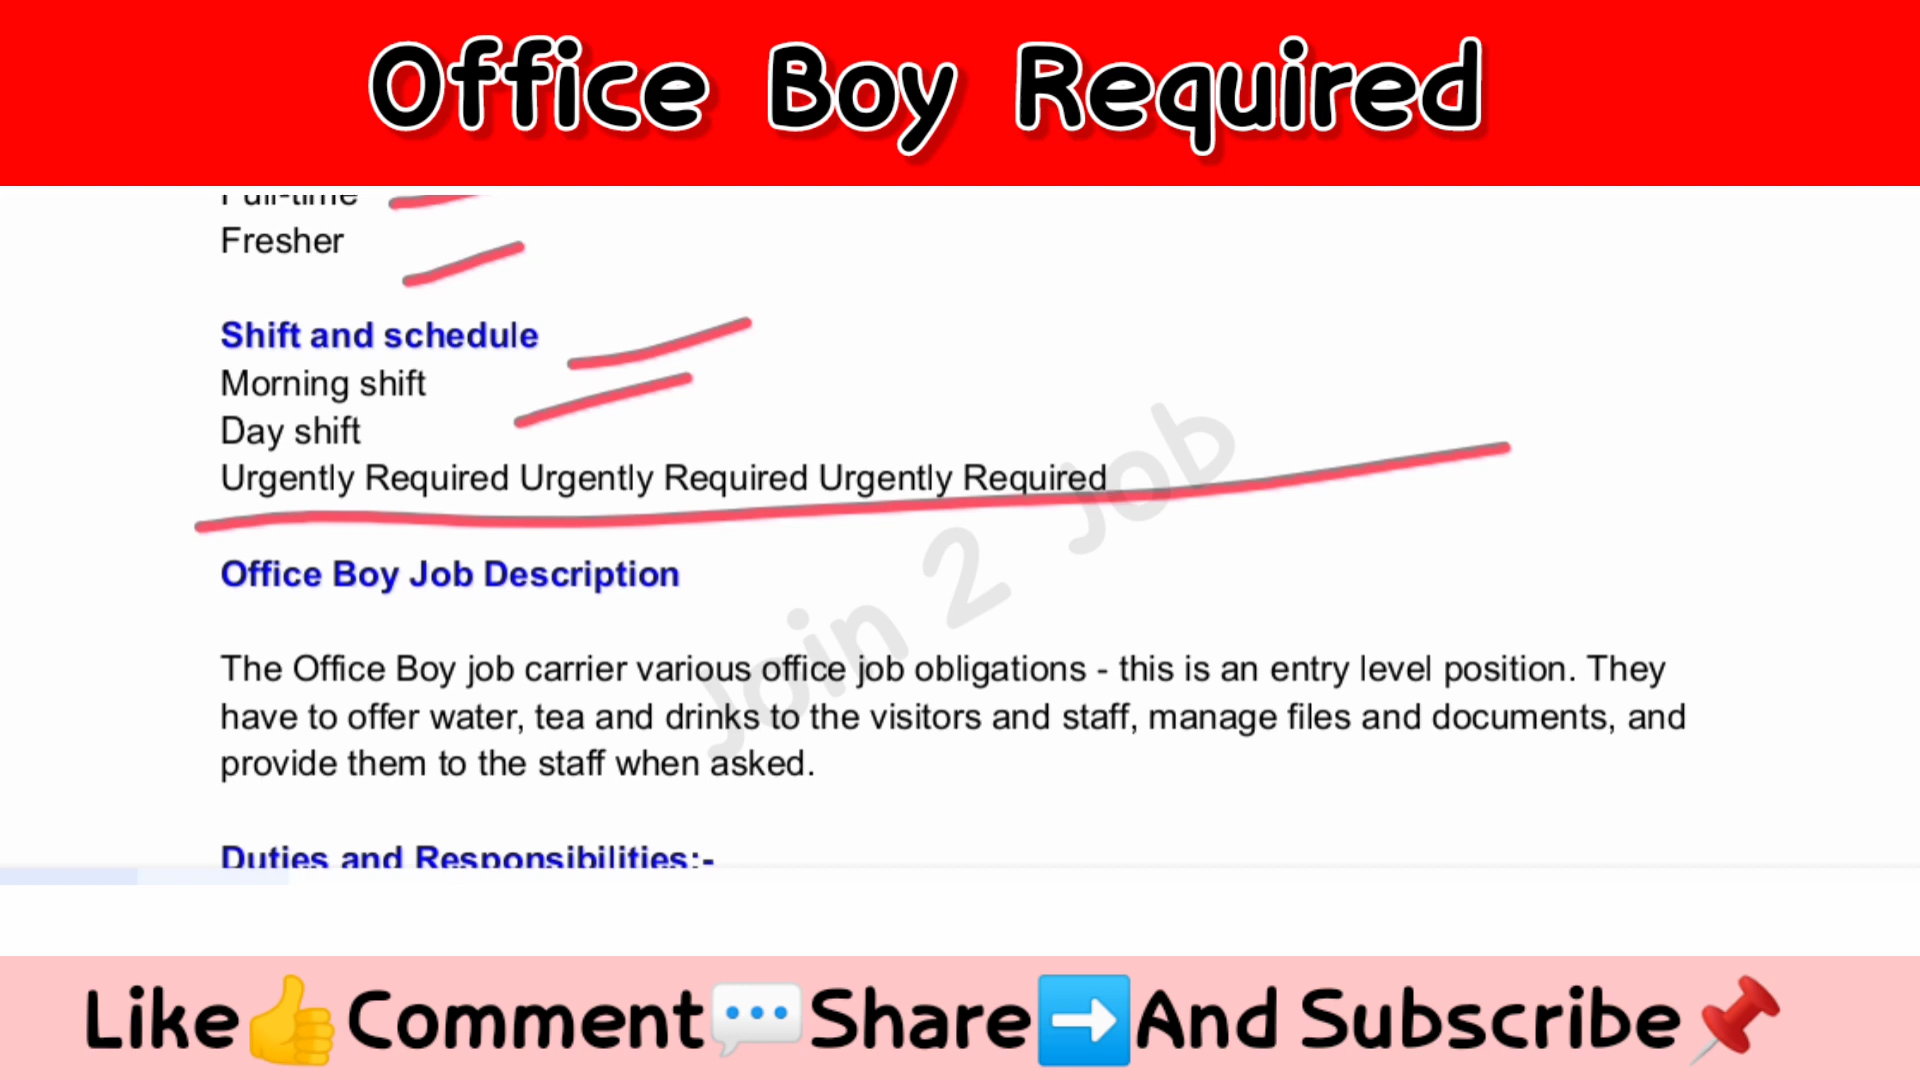 Office Boy Required
Full-time
Fresher
Shift and schedule
Morning shift
Day shift
Urgently Required Urgently Required Urgently Required
Office Boy Job Description
The Office Boy job carrier various office job obligations - this is an entry level position. They
have to offer water, tea and drinks to the visitors and staff, manage files and documents, and
provide them to the staff when asked.
Duties and Responsibilities:-
Join 2 Job
Like👍Comment💬Share➡️And Subscribe📌